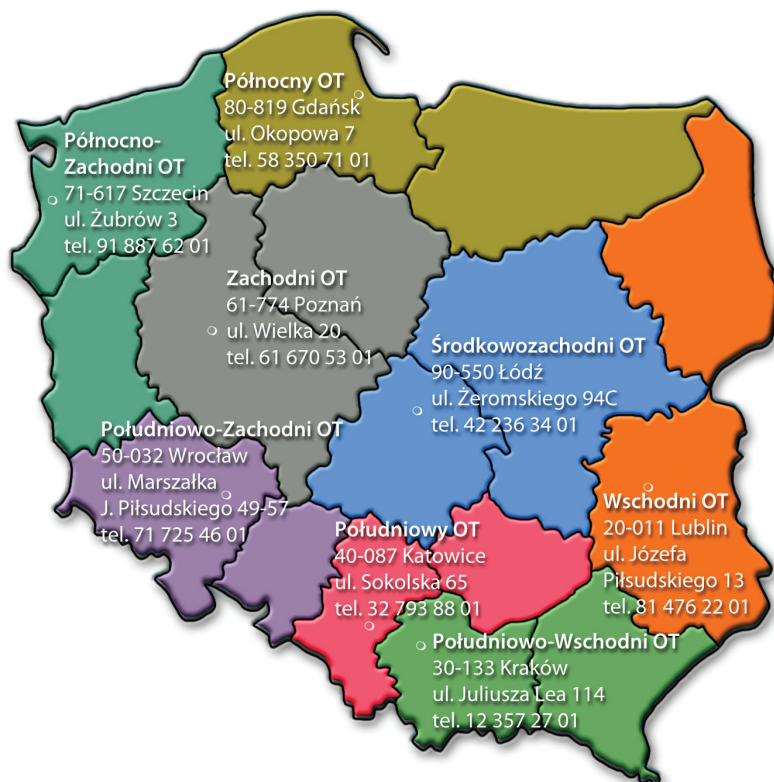 Północny OT
80-819 Gdańsk
ul. Okopowa 7
tel. 58 350 71 01
Północno-
Zachodni OT
71-617 Szczecin
ul. Żubrów 3
tel. 91 887 62 01
Zachodni OT
61-774 Poznań
ul. Wielka 20
tel. 61 670 53 01
Środkowozachodni OT
90-550 Łódź
ul. Żeromskiego 94C
tel. 42 236 34 01
Południowo-Zachodni OT
50-032 Wrocław
ul. Marszałka
J. Piłsudskiego 49-57
tel. 71 725 46 01
Wschodni OT
20-011 Lublin
ul. Józefa
Piłsudskiego 13
tel. 81 476 22 01
Południowy OT
40-087 Katowice
ul. Sokolska 65
tel. 32 793 88 01
Południowo-Wschodni OT
30-133 Kraków
ul. Juliusza Lea 114
tel. 12 357 27 01